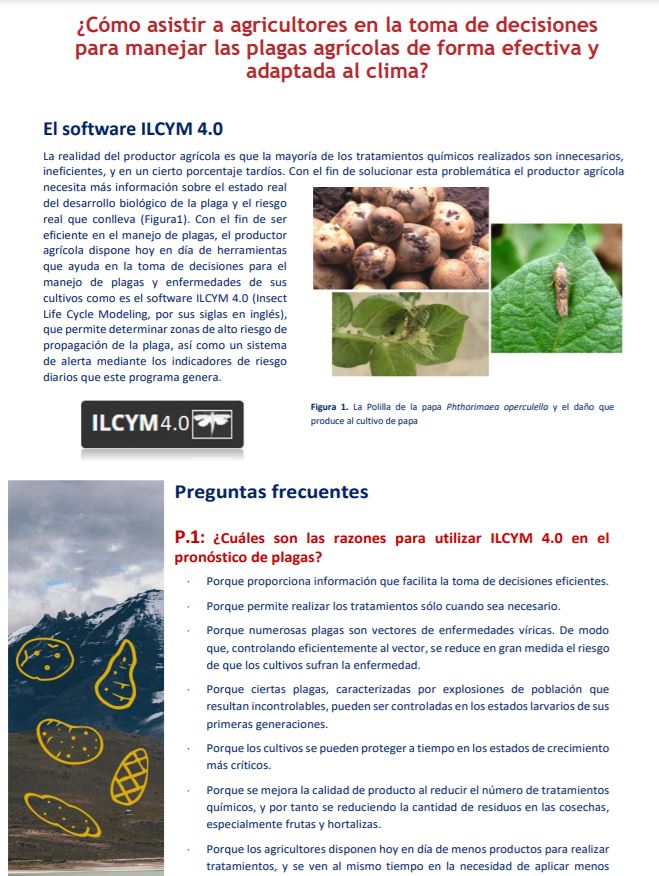 ¿Cómo asistir a agricultores en la toma de decisiones
para manejar las plagas agrícolas de forma efectiva y
adaptada al clima?
El software ILCYM 4.0
La realidad del productor agrícola es que la mayoría de los tratamientos químicos realizados son innecesarios,
ineficientes, y en un cierto porcentaje tardíos. Con el fin de solucionar esta problemática el productor agrícola
necesita más información sobre el estado real
del desarrollo biológico de la plaga y el riesgo
real que conlleva (Figura1). Con el fin de ser
eficiente en el manejo de plagas, el productor
agrícola dispone hoy en día de herramientas
que ayuda en la toma de decisiones para el
manejo de plagas y enfermedades de sus
cultivos como es el software ILCYM 4.0 (Insect
Life Cycle Modeling, por sus siglas en inglés),
que permite determinar zonas de alto riesgo de
propagación de la plaga, así como un sistema
de alerta mediante los indicadores de riesgo
diarios que este programa genera.
Figura 1. La Polilla de la papa Phthorimaea operculella y el daño que
produce al cultivo de papa
ILCYM 4.0
Preguntas frecuentes
P.1: ¿Cuáles son las razones para utilizar ILCYM 4.0 en el
pronóstico de plagas?
· Porque proporciona información que facilita la toma de decisiones eficientes.
· Porque permite realizar los tratamientos sólo cuando sea necesario.
· Porque numerosas plagas son vectores de enfermedades víricas. De modo
que, controlando eficientemente al vector, se reduce en gran medida el riesgo
de que los cultivos sufran la enfermedad.
· Porque ciertas plagas, caracterizadas por explosiones de población que
resultan incontrolables, pueden ser controladas en los estados larvarios de sus
primeras generaciones.
· Porque los cultivos se pueden proteger a tiempo en los estados de crecimiento
más críticos.
· Porque se mejora la calidad de producto al reducir el número de tratamientos
químicos, y por tanto se reduciendo la cantidad de residuos en las cosechas,
especialmente frutas y hortalizas.
· Porque los agricultores disponen hoy en día de menos productos para realizar
tratamientos, y se ven al mismo tiempo en la necesidad de aplicar menos